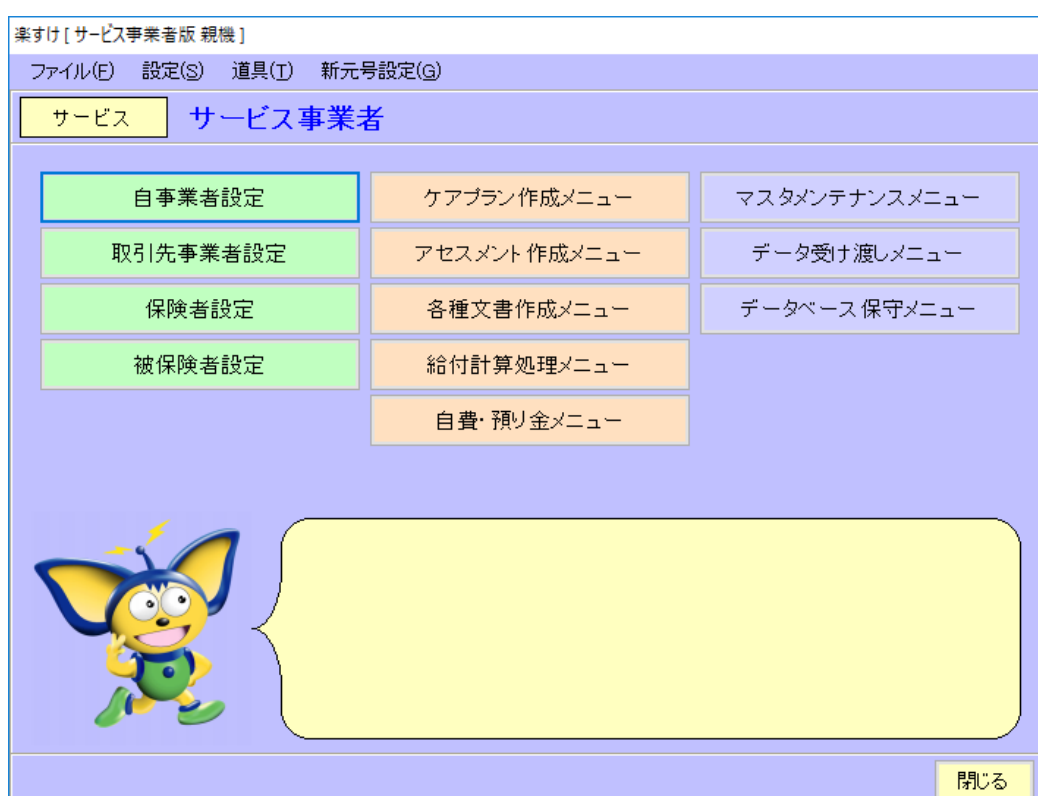 楽すけ [ サービス事業者版 親機 ]
ファイル(F) 設定(S) 道具(T) 新元号設定(G)
サービス サービス事業者
自事業者設定 ケアプラン作成メニュー マスタメンテナンスメニュー
取引先事業者設定 アセスメント作成メニュー データ受け渡しメニュー
保険者設定 各種文書作成メニュー データベース保守メニュー
被保険者設定 給付計算処理メニュー
自費・預り金メニュー
閉じる